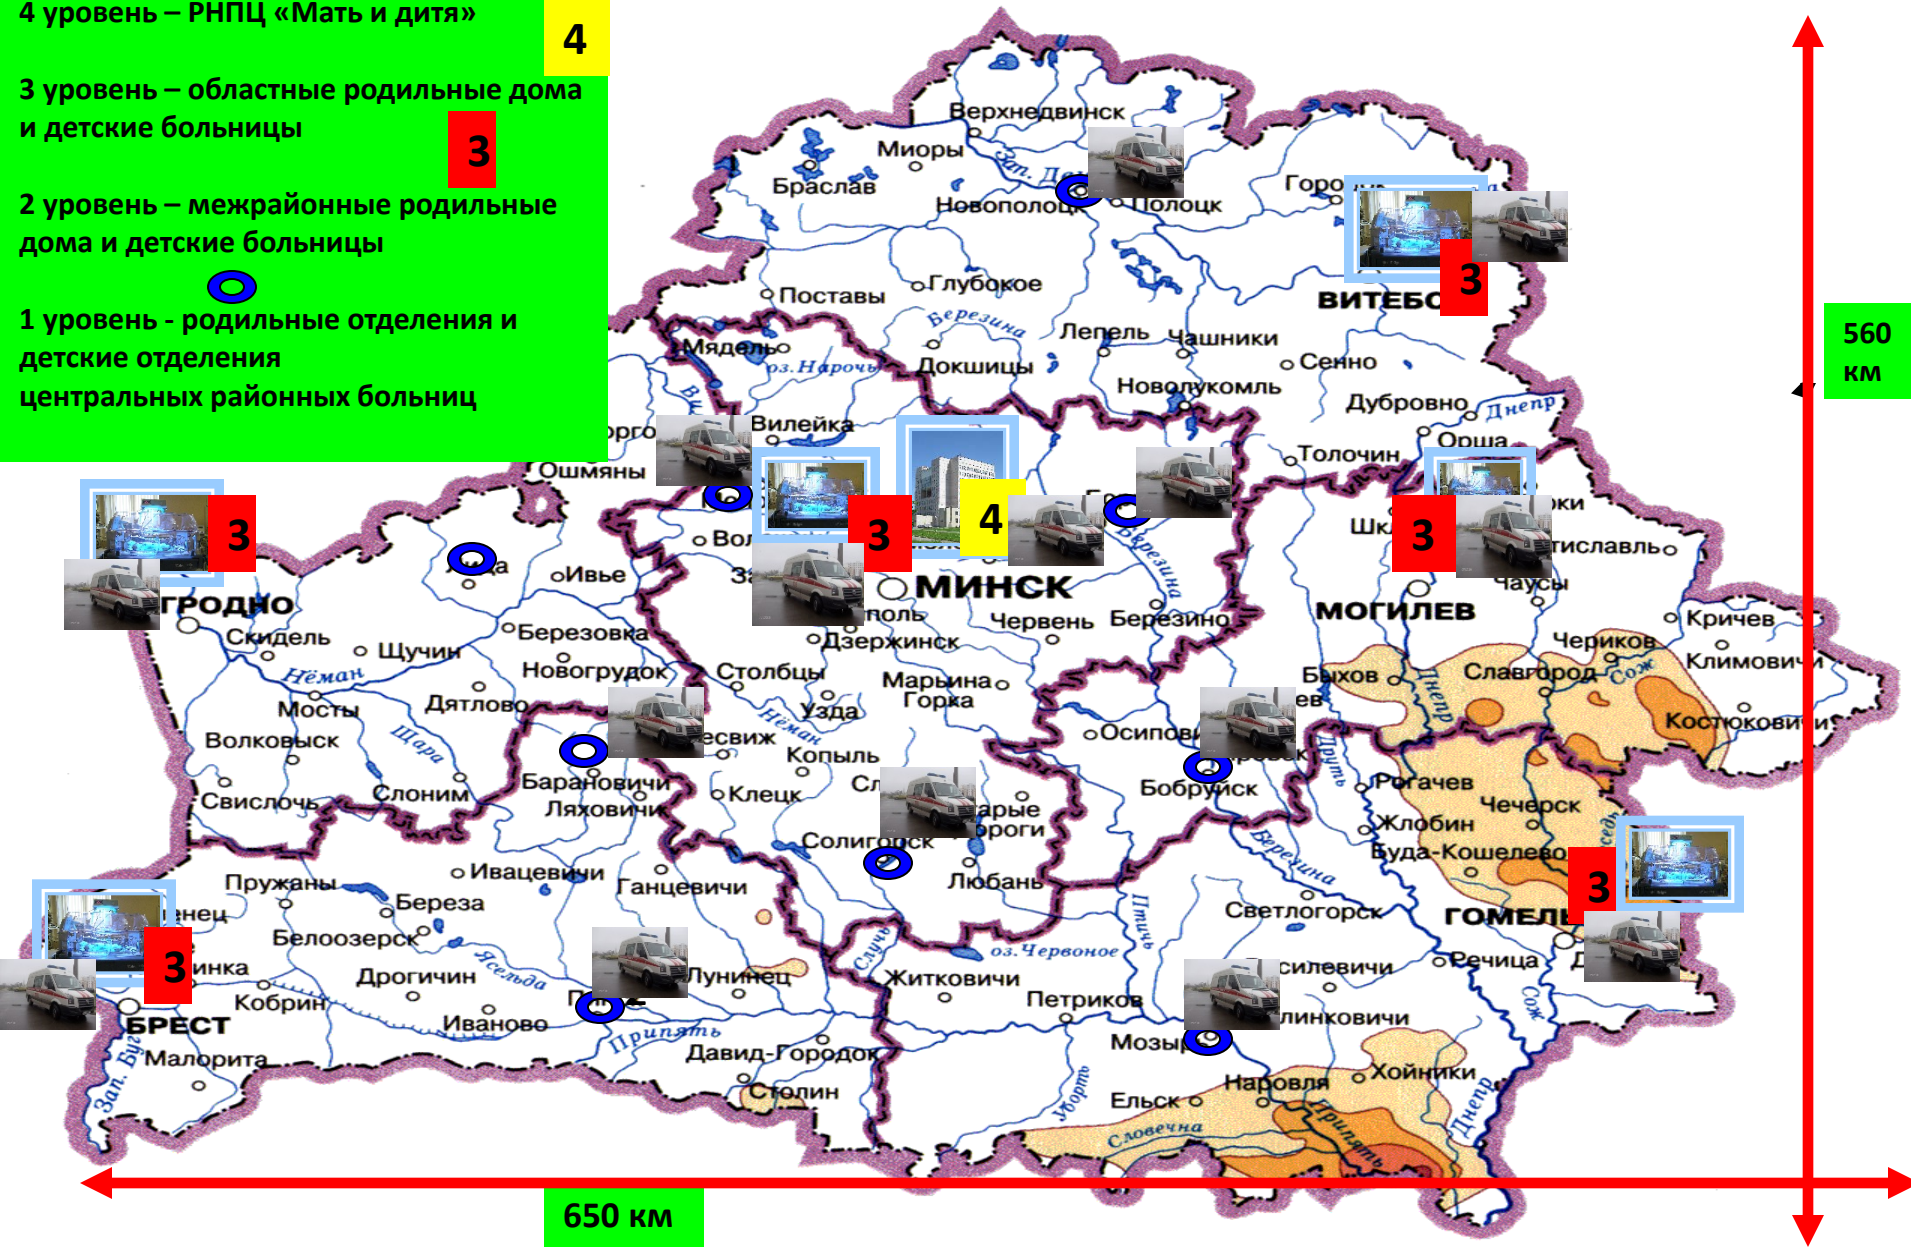 4 уровень – РНПЦ «Мать и дитя»
4
3 уровень – областные родильные дома
и детские больницы
3
2 уровень – межрайонные родильные
дома и детские больницы
1 уровень - родильные отделения и
детские отделения
центральных районных больниц
560
км
650 км
Верхнедвинск
Миоры
Зап.
Браслав
Новополоцк
Полоцк
3
ВИТЕБС
Глубокое
Поставы
Березина
Лепель
Чашники
Мядель
оз.Нарочь
Докшицы
Сенно
Новолукомль
Дубровно
Днепр
Орша
Вилейка
Толочин
Ошмяны
3
3
4
3
Ивье
МИНСК
Березина
Чаусы
ГРОДНО
Скидель
Щучин
Березовка
Дзержинск
Червень
Березино
МОГИЛЕВ
Кричев
Чериков
Климовичи
Нёман
Новогрудок
Столбцы
Марьина
Горка
Быхов
Славгород
Сож
Днепр
Мосты
Дятлово
Узда
Нёман
Костюковичи
Волковыск
Щара
Копыль
Друть
Барановичи
Бобруйск
Рогачев
Свислочь
Слоним
Ляховичи
Клецк
Чечерск
Жлобин
Солигорск
Березина
Буда-Кошелево
Пружаны
Ивацевичи
Ганцевичи
Любань
3
Береза
Птичь
Светлогорск
ГОМЕЛЬ
Белоозерск
Ясельда
Случь
оз.Червоное
3
Кобрин
Дрогичин
Лунинец
Житковичи
Речица
Иваново
Петриков
Сож
БРЕСТ
Припять
Мозырь
Малорита
Давид-Городок
Зап. Буг
Столин
Уборть
Наровля
Хойники
Ельск
Словечна
Припять
Днепр